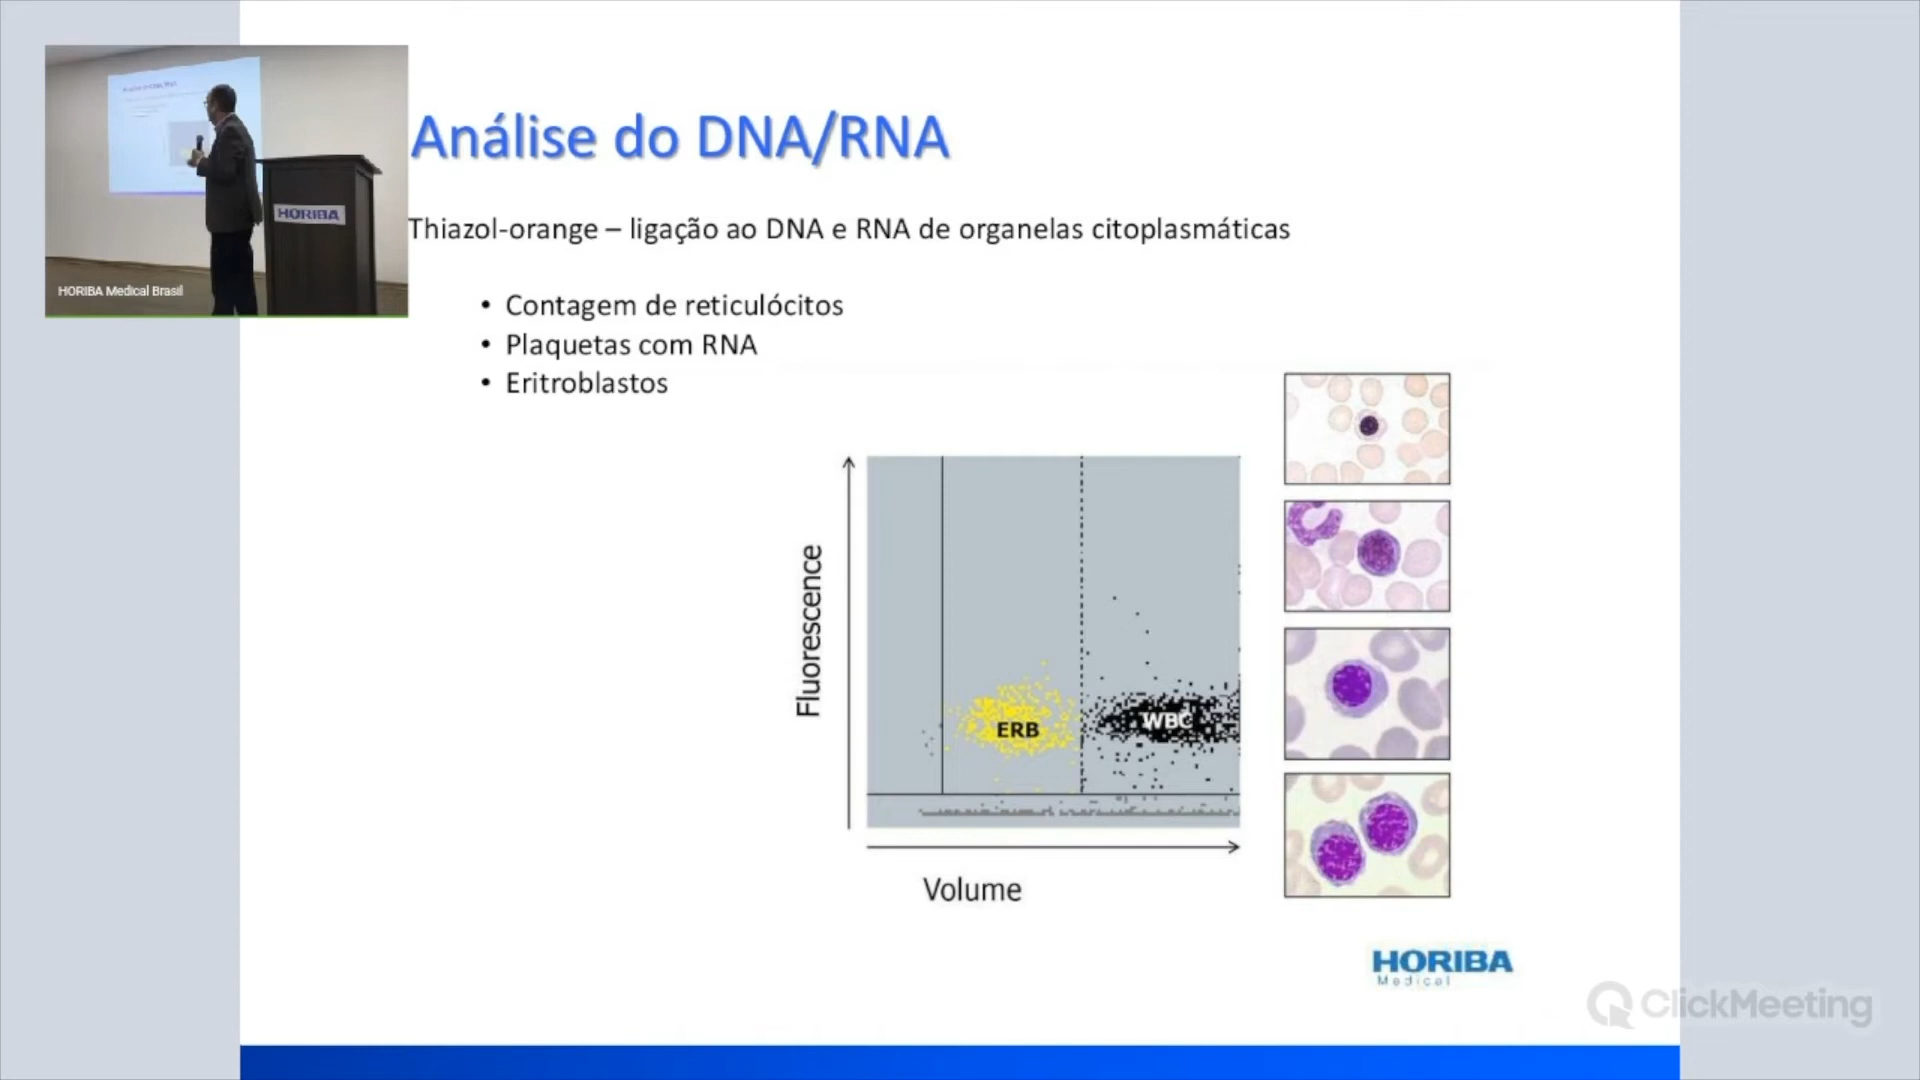 HORIBA
HORIBA Medical Brasil
Análise do DNA/RNA
Thiazol-orange – ligação ao DNA e RNA de organelas citoplasmáticas
• Contagem de reticulócitos
• Plaquetas com RNA
• Eritroblastos
Fluorescence
ERB
WBC
Volume
HORIBA
Medical
ClickMeeting